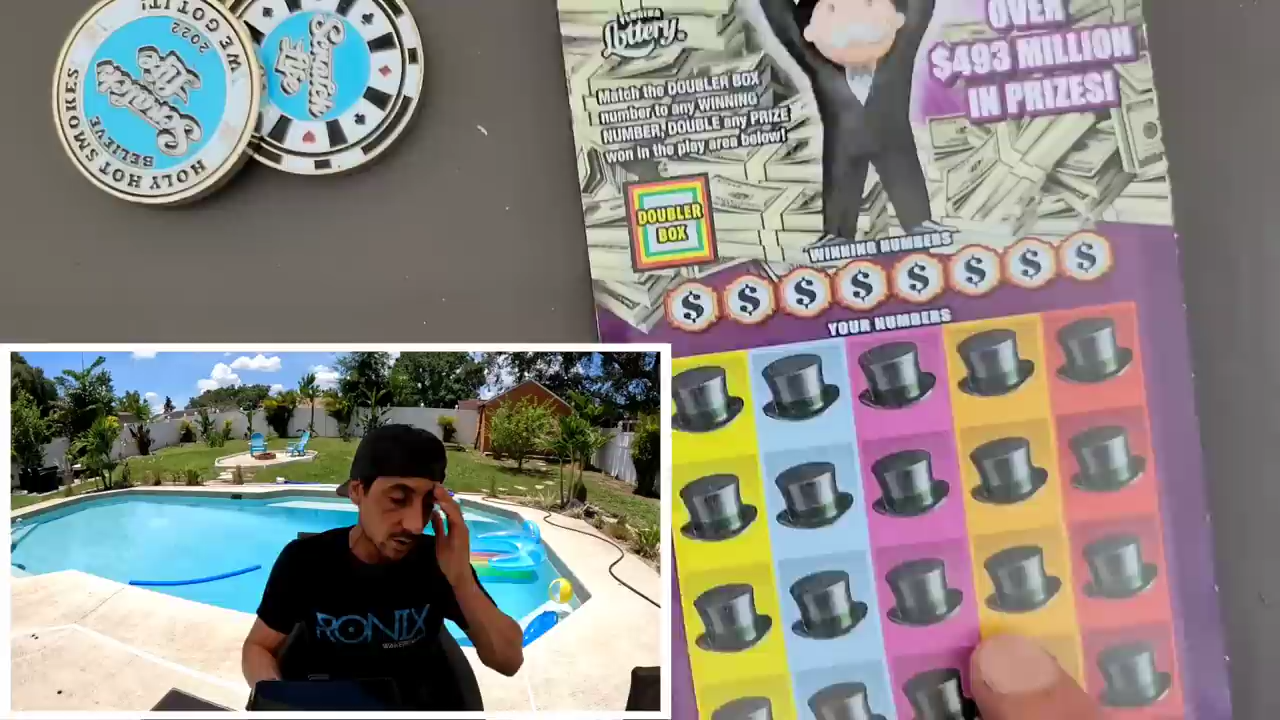 WE GOT IT!
2022
Scratch
Life
BELIEVE
HOLY HOT SMOKES
Scratch
Life
FLORIDA
Lottery
Match the DOUBLER BOX
number to any WINNING
NUMBER, DOUBLE any PRIZE
won in the play area below!
OVER
$493 MILLION
IN PRIZES!
DOUBLER
BOX
WINNING NUMBERS
$ $ $ $ $ $ $ $
YOUR NUMBERS
RONIX